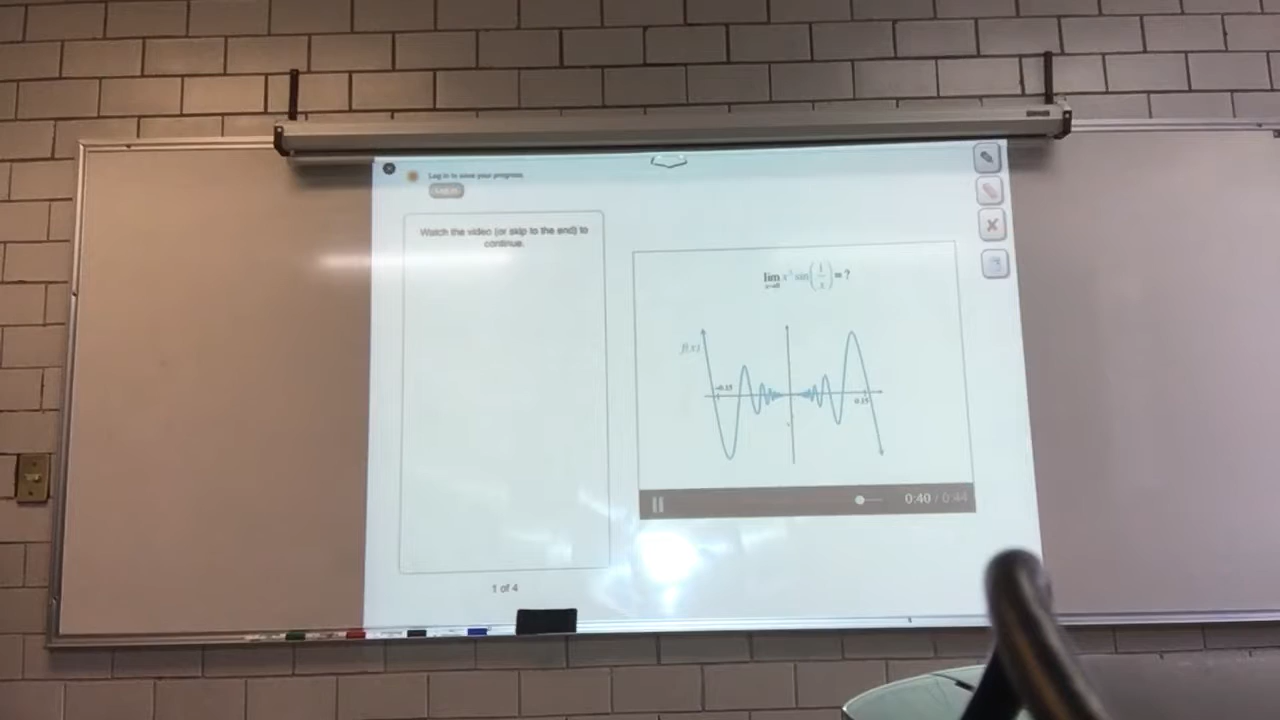 Log in to save your progress.
Log in
Watch the video (or skip to the end) to
continue.
lim x→0 sin(1/x) = ?
f(x)
-0.15
0.15
0:40 / 0:44
1 of 4